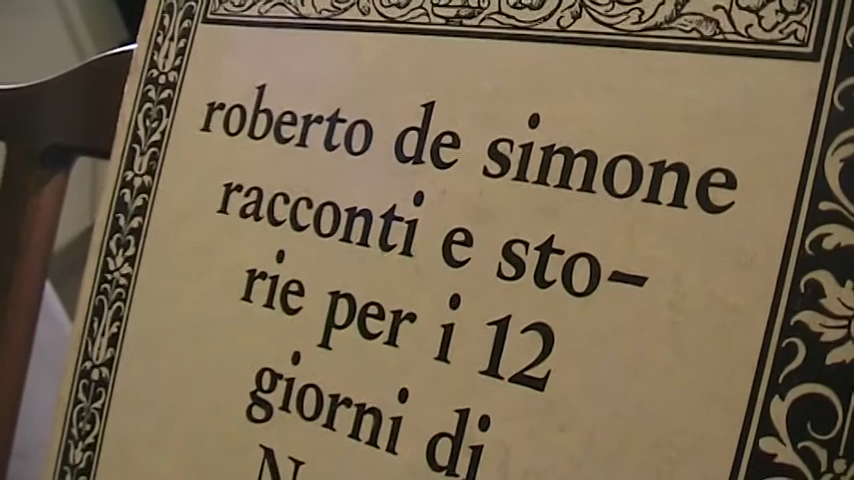 roberto de simone
racconti e sto-
rie per i 12
giorni di